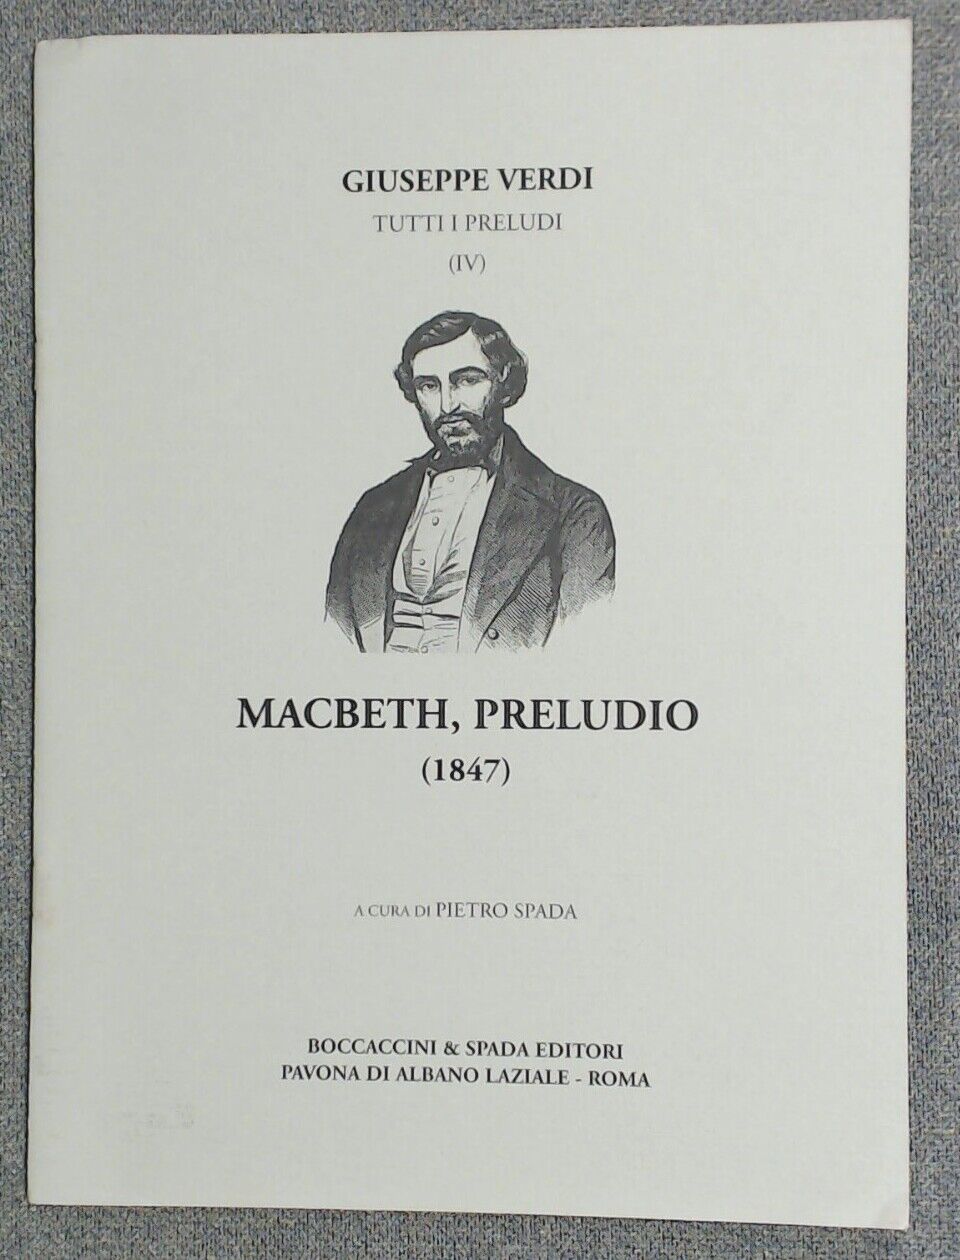 GIUSEPPE VERDI
TUTTI I PRELUDI
(IV)
MACBETH, PRELUDIO
(1847)
A CURA DI PIETRO SPADA
BOCCACCINI & SPADA EDITORI
PAVONA DI ALBANO LAZIALE - ROMA